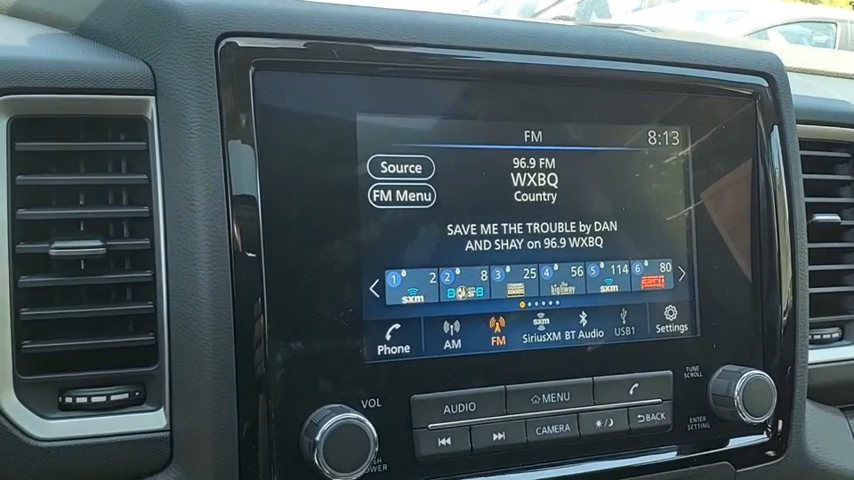 FM
8:13
Source
96.9 FM
WXBQ
Country
FM Menu
SAVE ME THE TROUBLE by DAN
AND SHAY on 96.9 WXBQ
1 2 2 8 3 25 4 56 5 114 6 80
sxm
highway
sxm
Phone
AM
FM
sxm
SiriusXM
BT Audio
USB1
Settings
VOL
AUDIO
MENU
TUNE
SCROLL
CAMERA
BACK
ENTER
SETTING